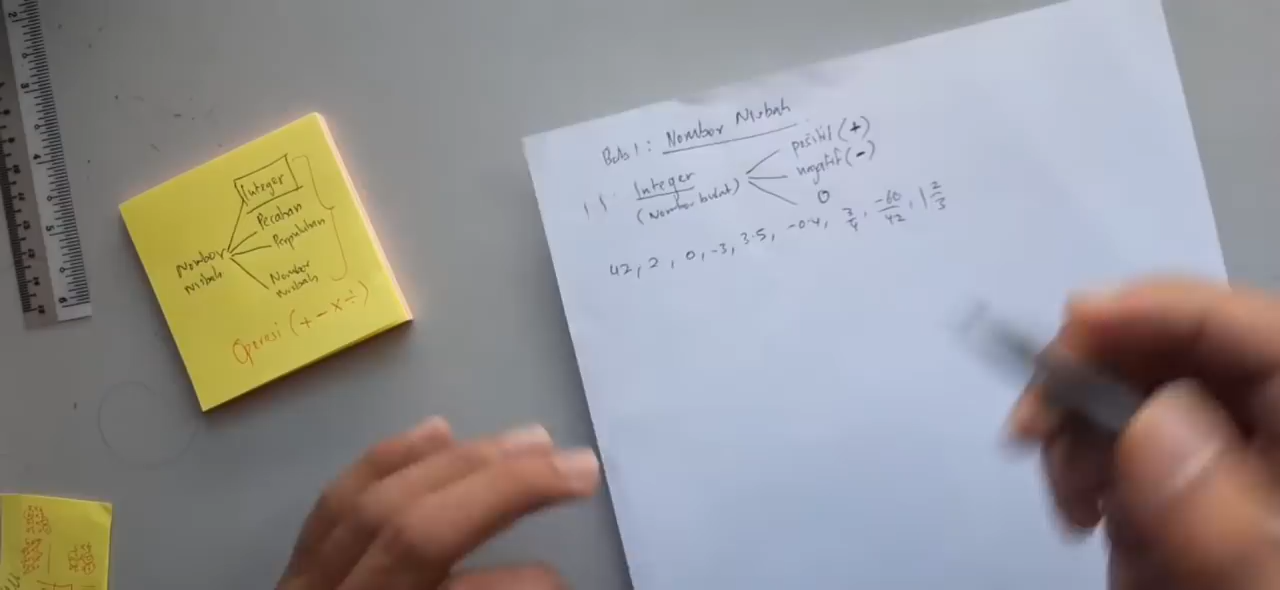 Integer
Pecahan
Perpuluhan
Nombor
Nisbah
Nombor
Nisbah
Operasi (+ - × ÷)
Bab 1: Nombor Nisbah
1.1: Integer
(Nombor bulat)
positif (+)
negatif (-)
0
42, 2, 0, -3, 3.5, -0.4, 3/4, -60/42, 1 2/3